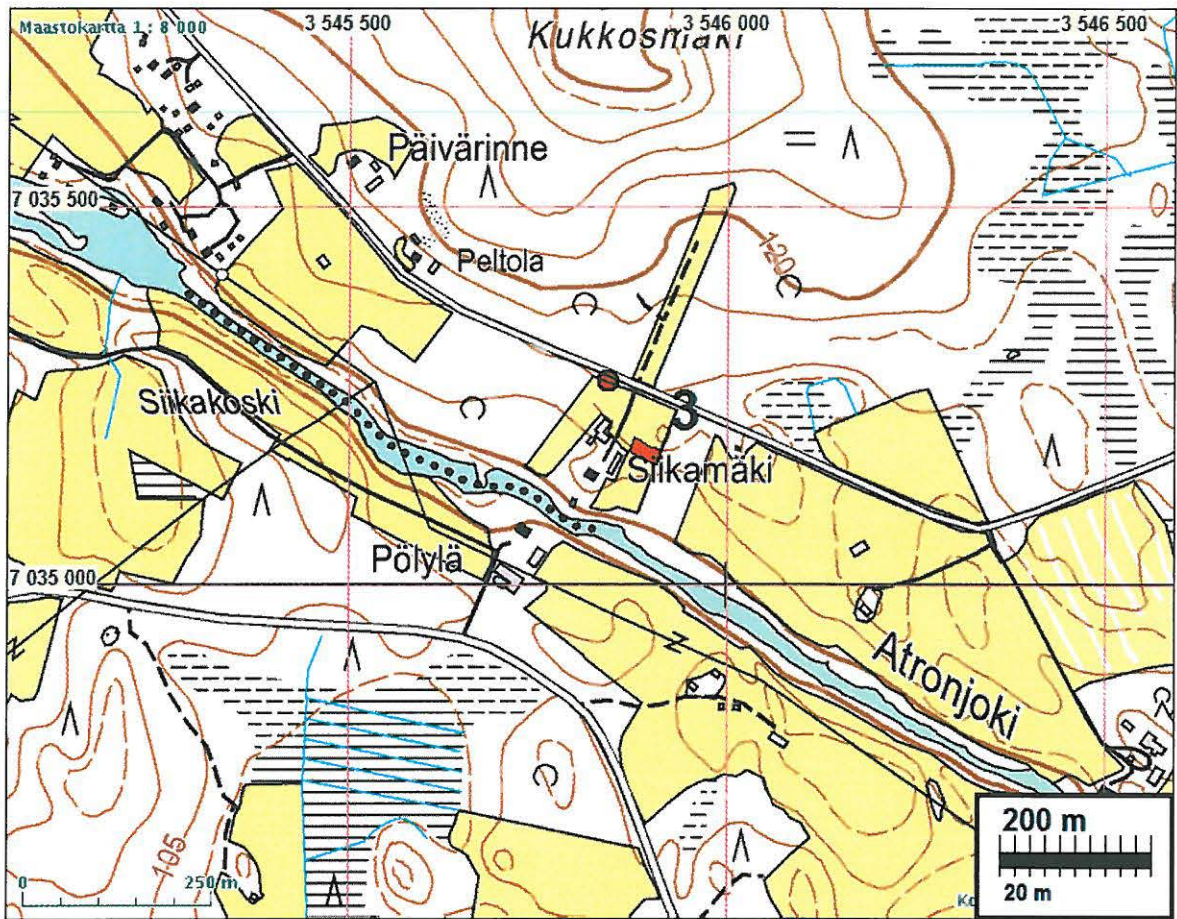 Maastokartta 1 : 8 000
3 545 500
3 546 000
3 546 500
Kukkosmäki
Päivärinne
7 035 500
Peltola
120
Siikakoski
3
Siikamäki
Pölylä
7 035 000
Atronjoki
105
200 m
20 m
0 250 m